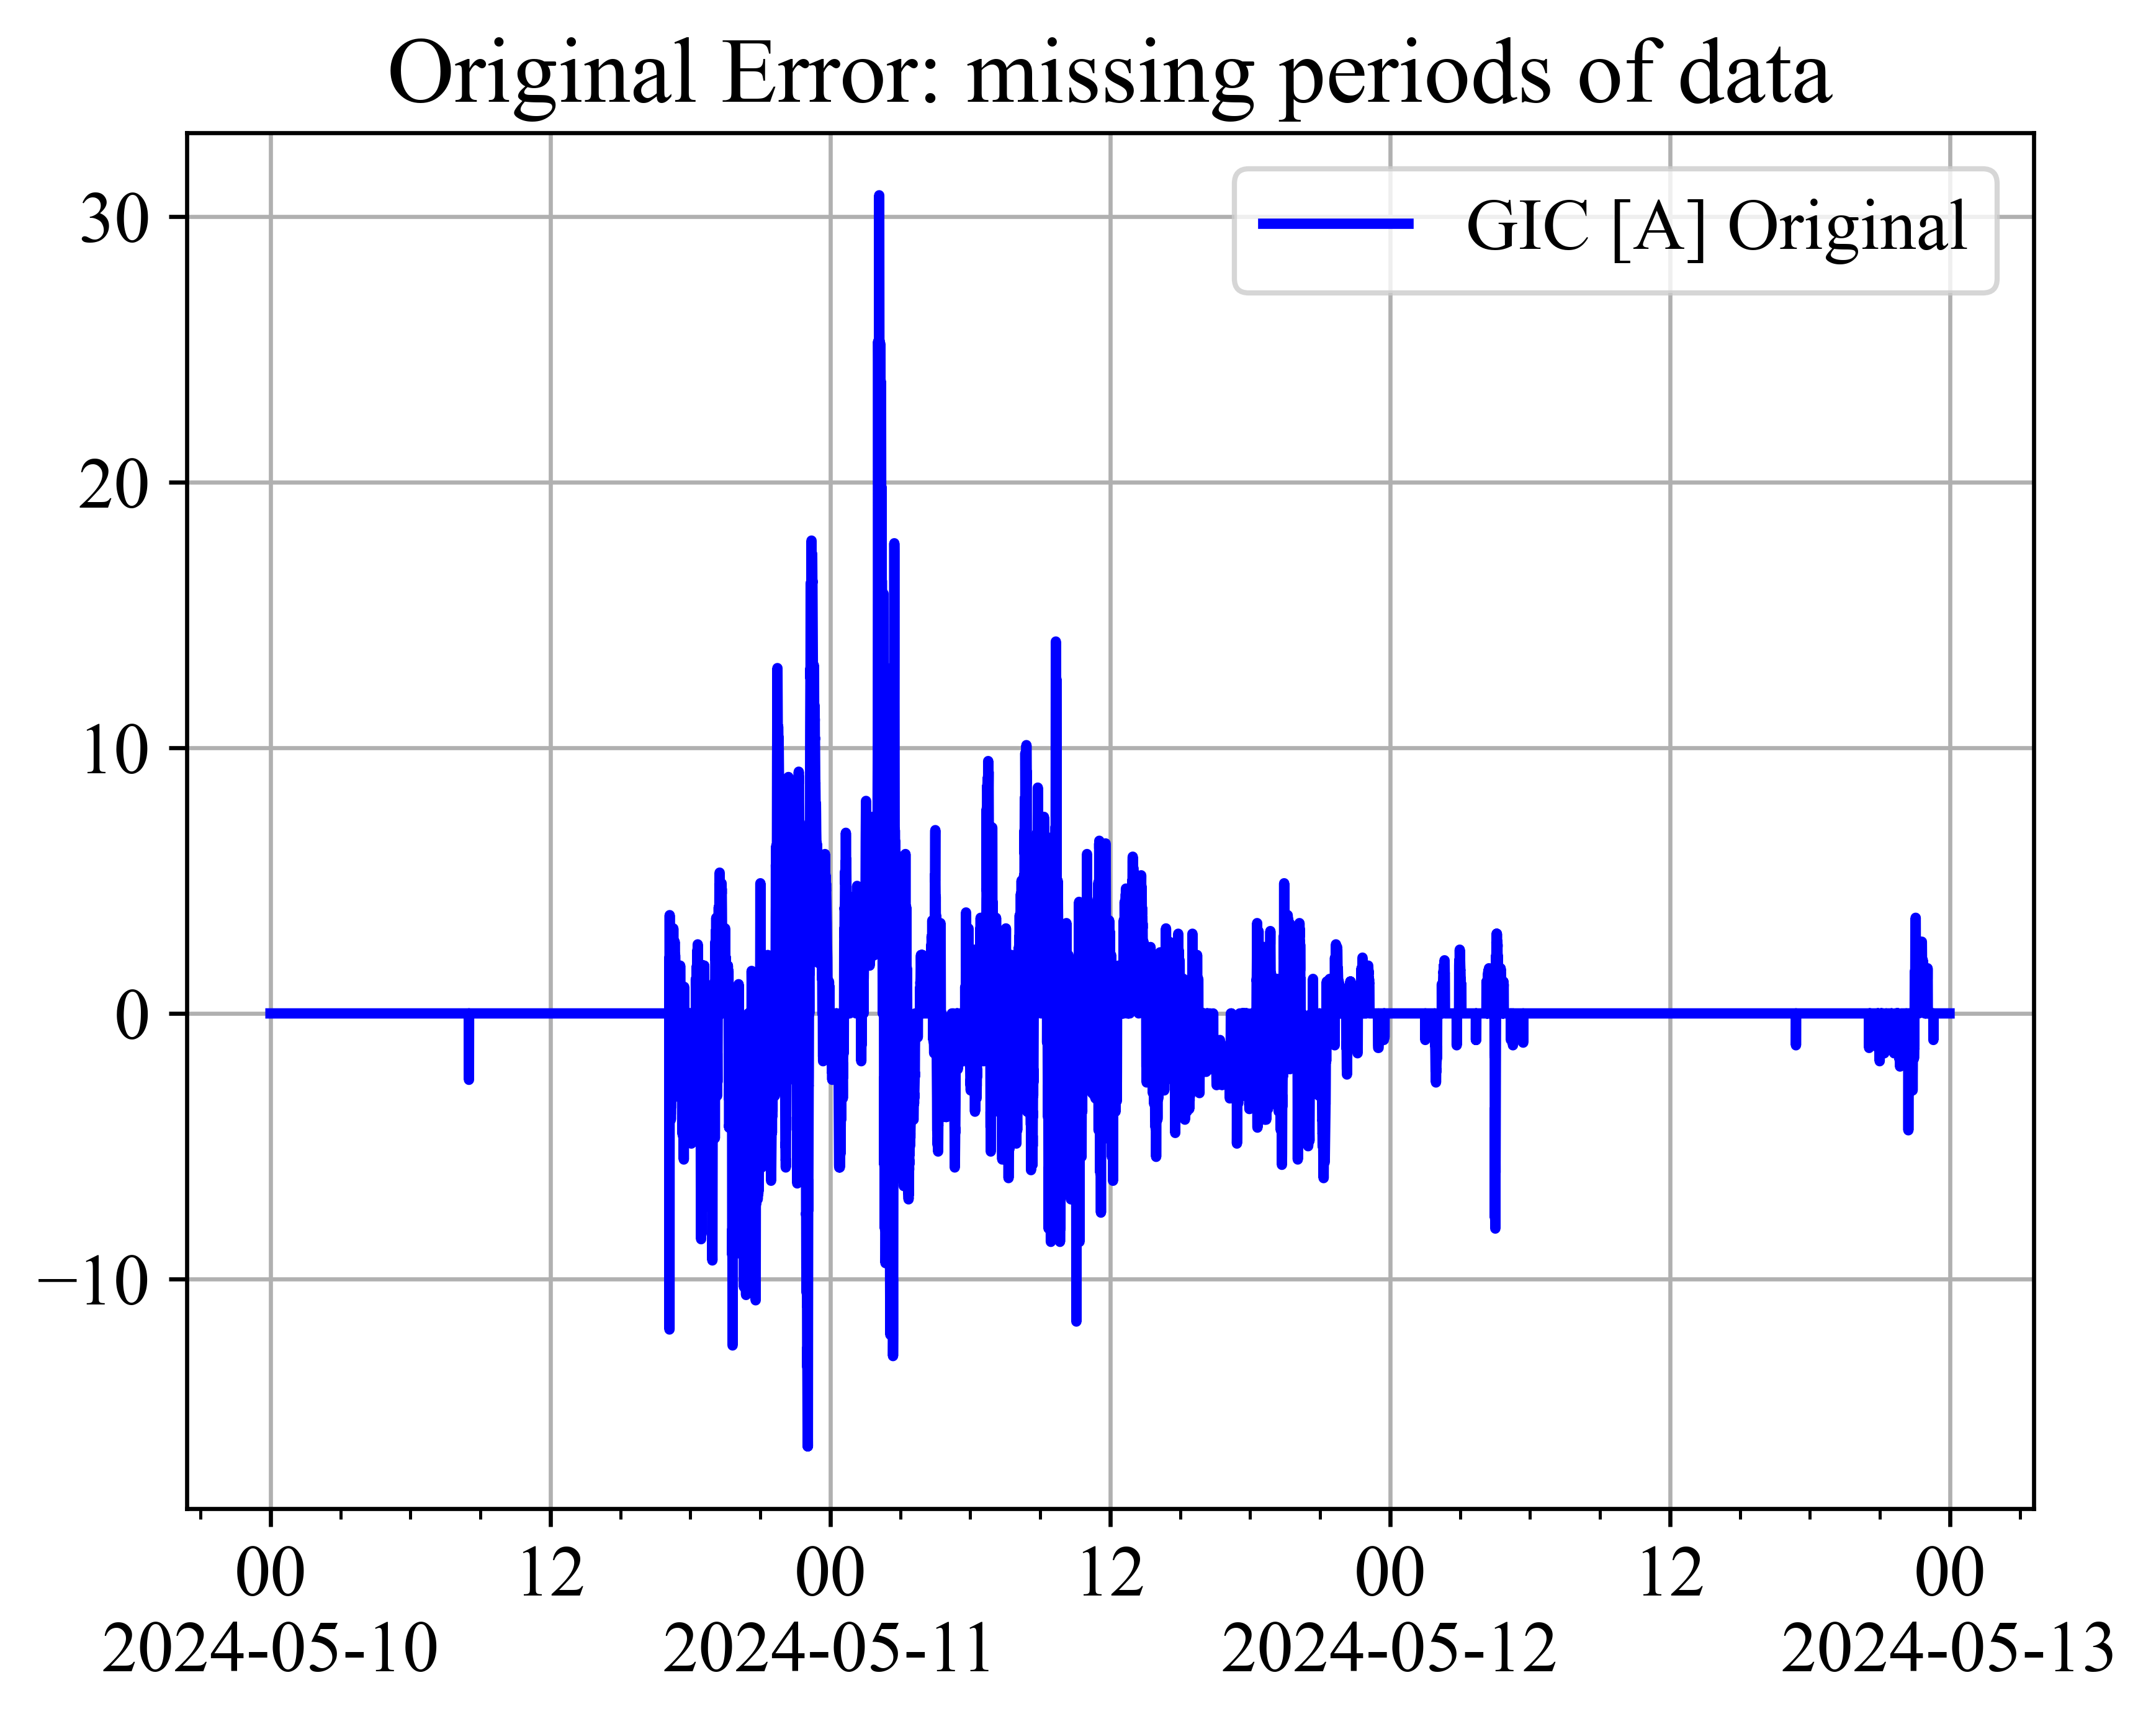 Original Error: missing periods of data
GIC [A] Original
30
20
10
0
−10
00 12 00 12 00 12 00
2024-05-10 2024-05-11 2024-05-12 2024-05-13